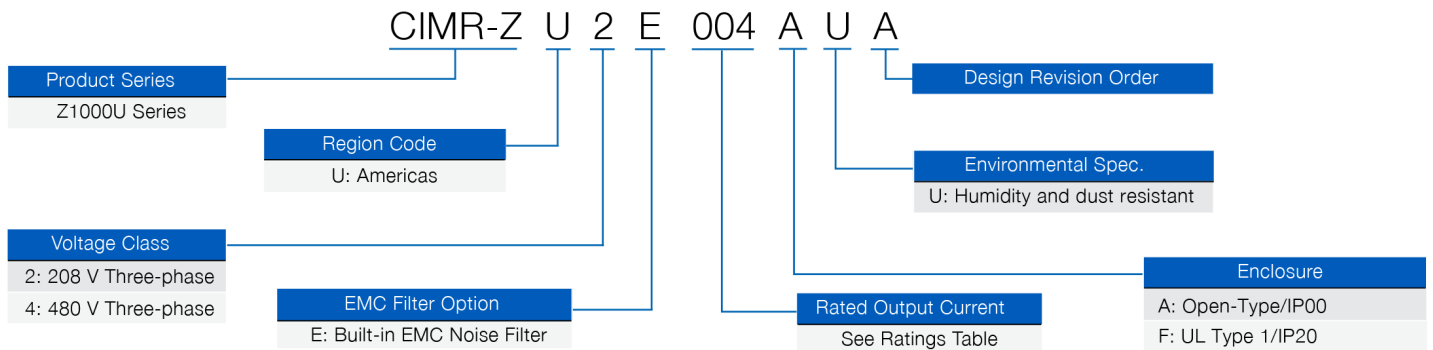 CIMR-Z U 2 E 004 A U A
Product Series
Z1000U Series
Design Revision Order
Region Code
U: Americas
Environmental Spec.
U: Humidity and dust resistant
Voltage Class
2: 208 V Three-phase
4: 480 V Three-phase
EMC Filter Option
E: Built-in EMC Noise Filter
Rated Output Current
See Ratings Table
Enclosure
A: Open-Type/IP00
F: UL Type 1/IP20